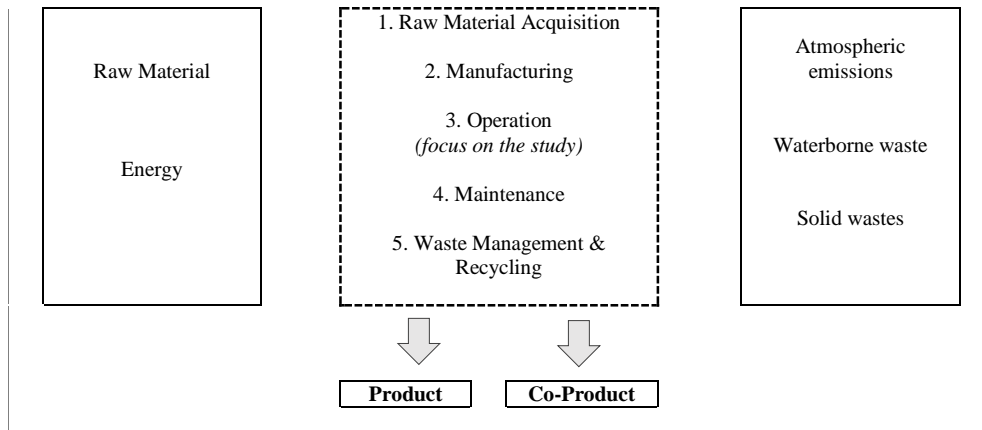 Raw Material
Energy
1. Raw Material Acquisition
2. Manufacturing
3. Operation
(focus on the study)
4. Maintenance
5. Waste Management &
Recycling
Atmospheric
emissions
Waterborne waste
Solid wastes
Product
Co-Product